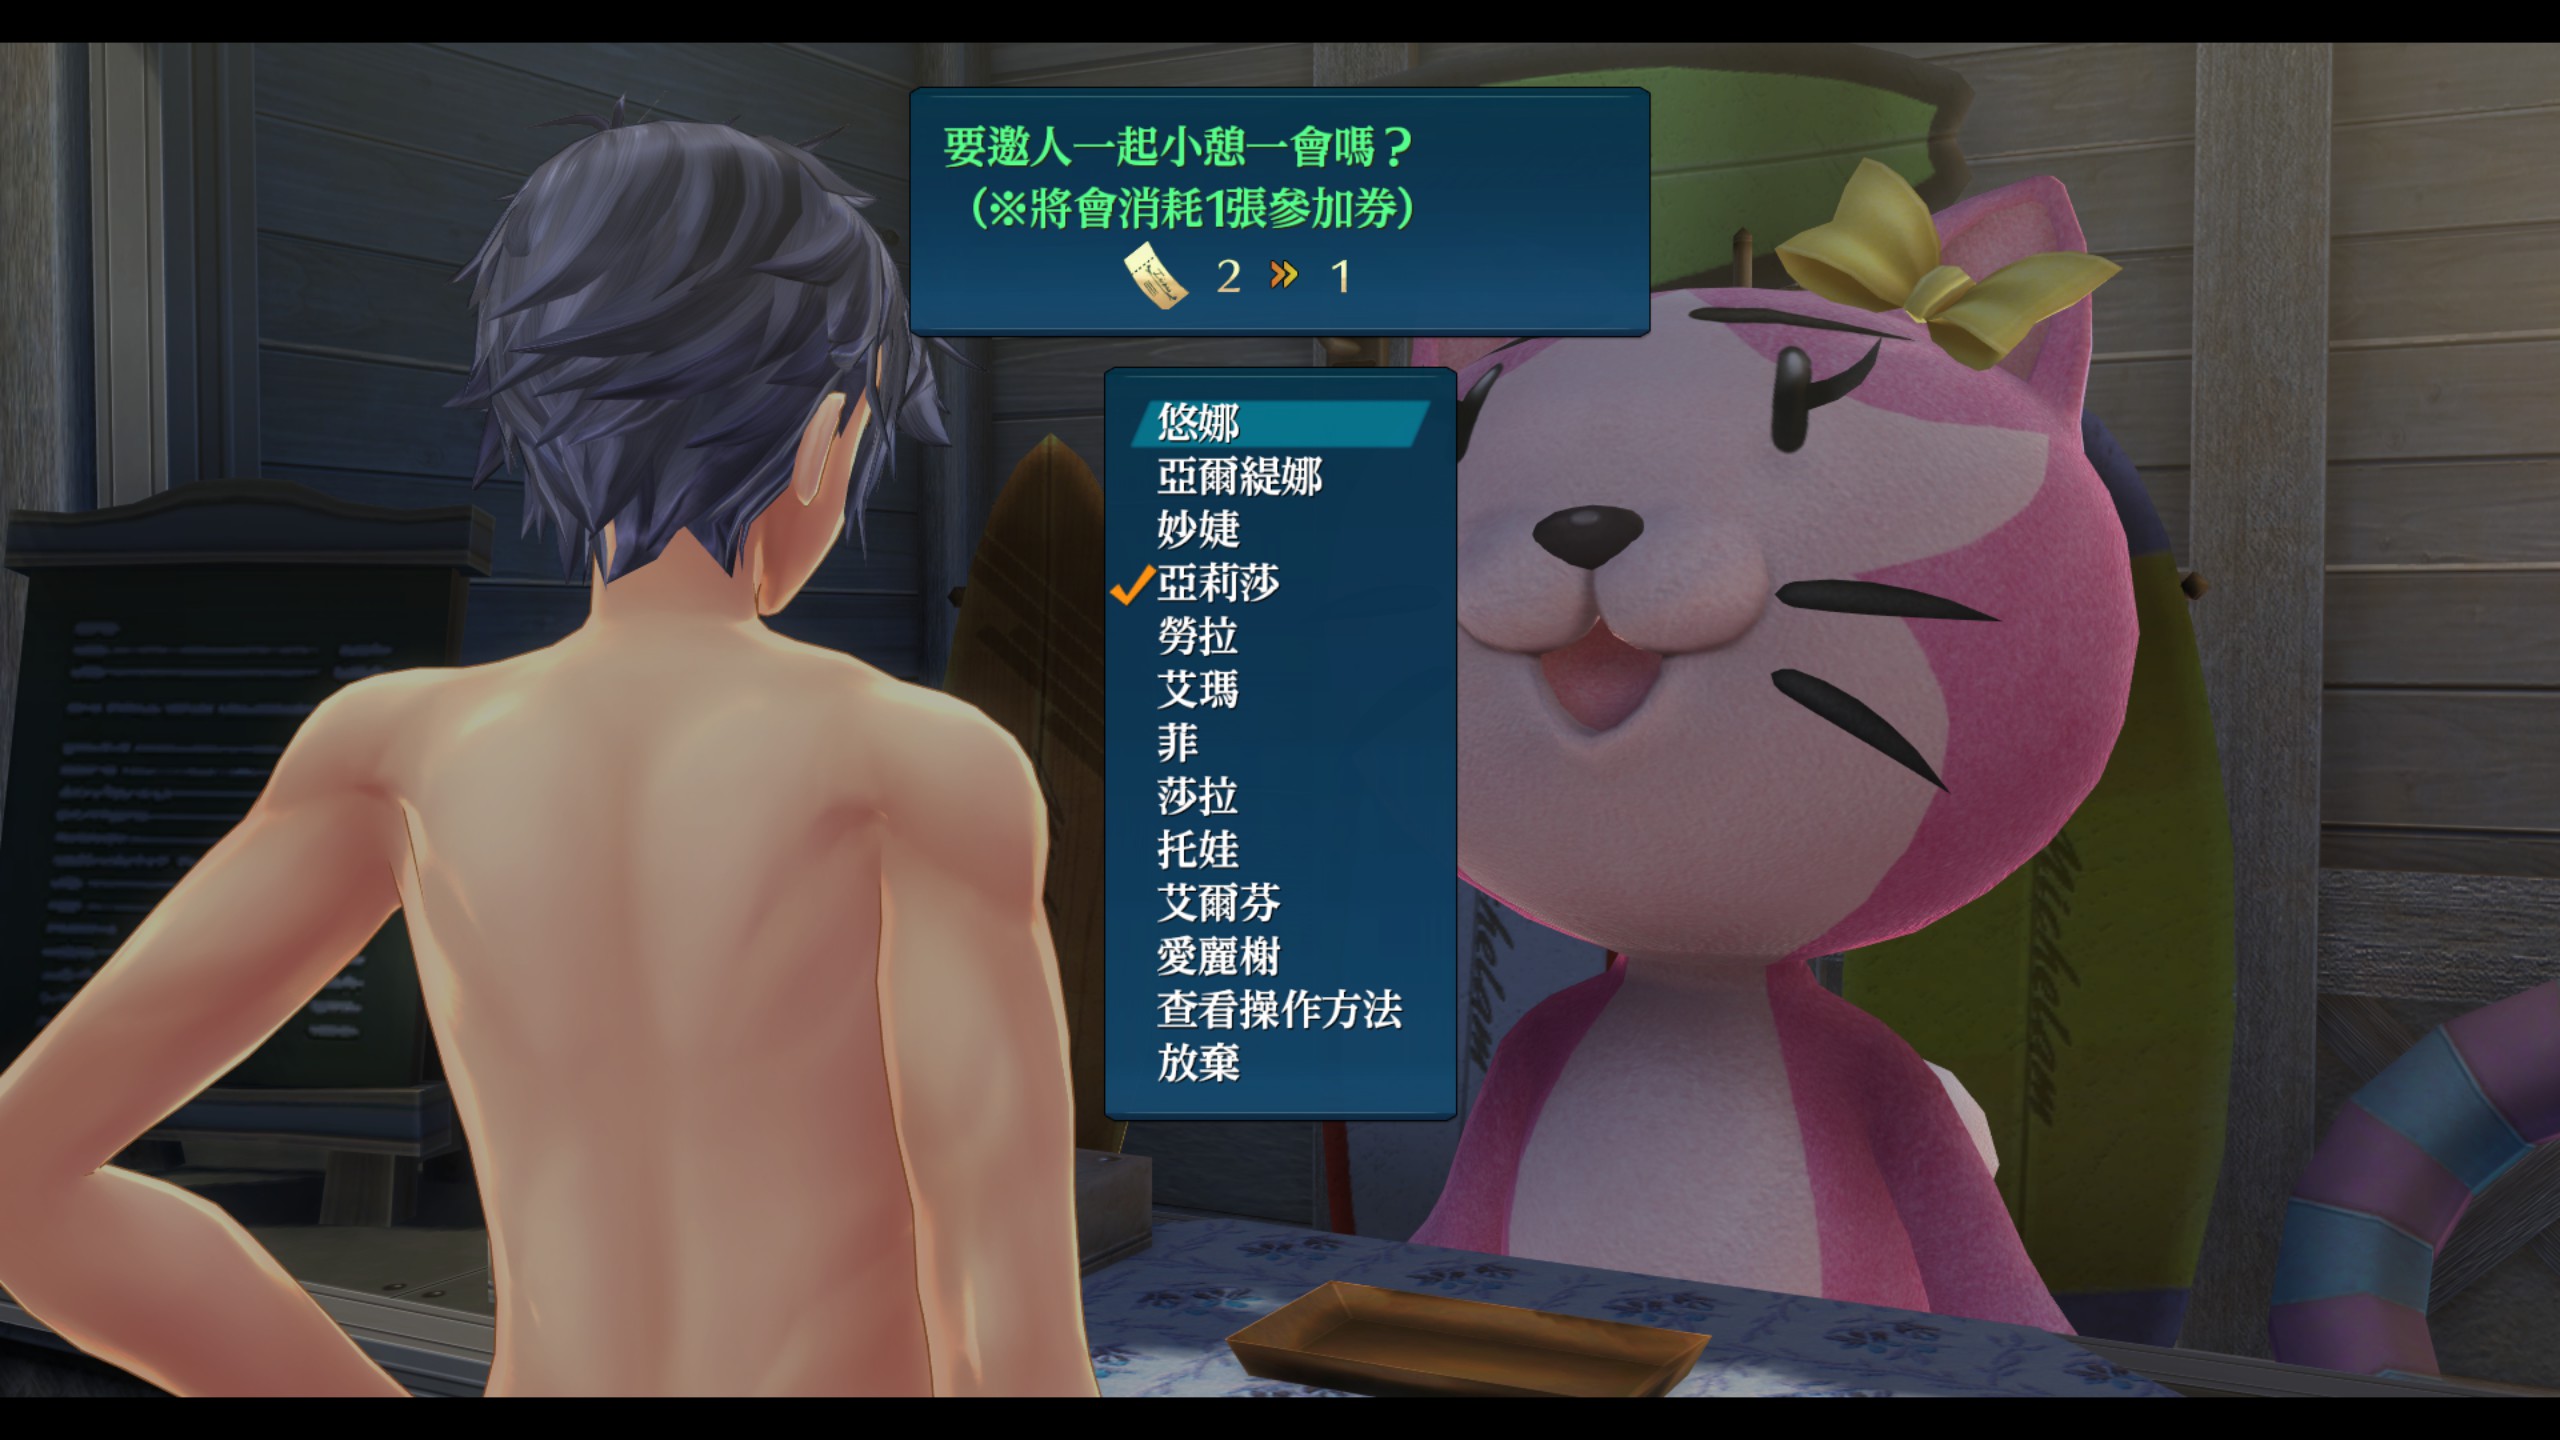 要邀人一起小憩一會嗎？
（※將會消耗1張參加券）
2 » 1
悠娜
亞爾緹娜
妙婕
亞莉莎
勞拉
艾瑪
菲
莎拉
托娃
艾爾芬
愛麗榭
查看操作方法
放棄
Michelam